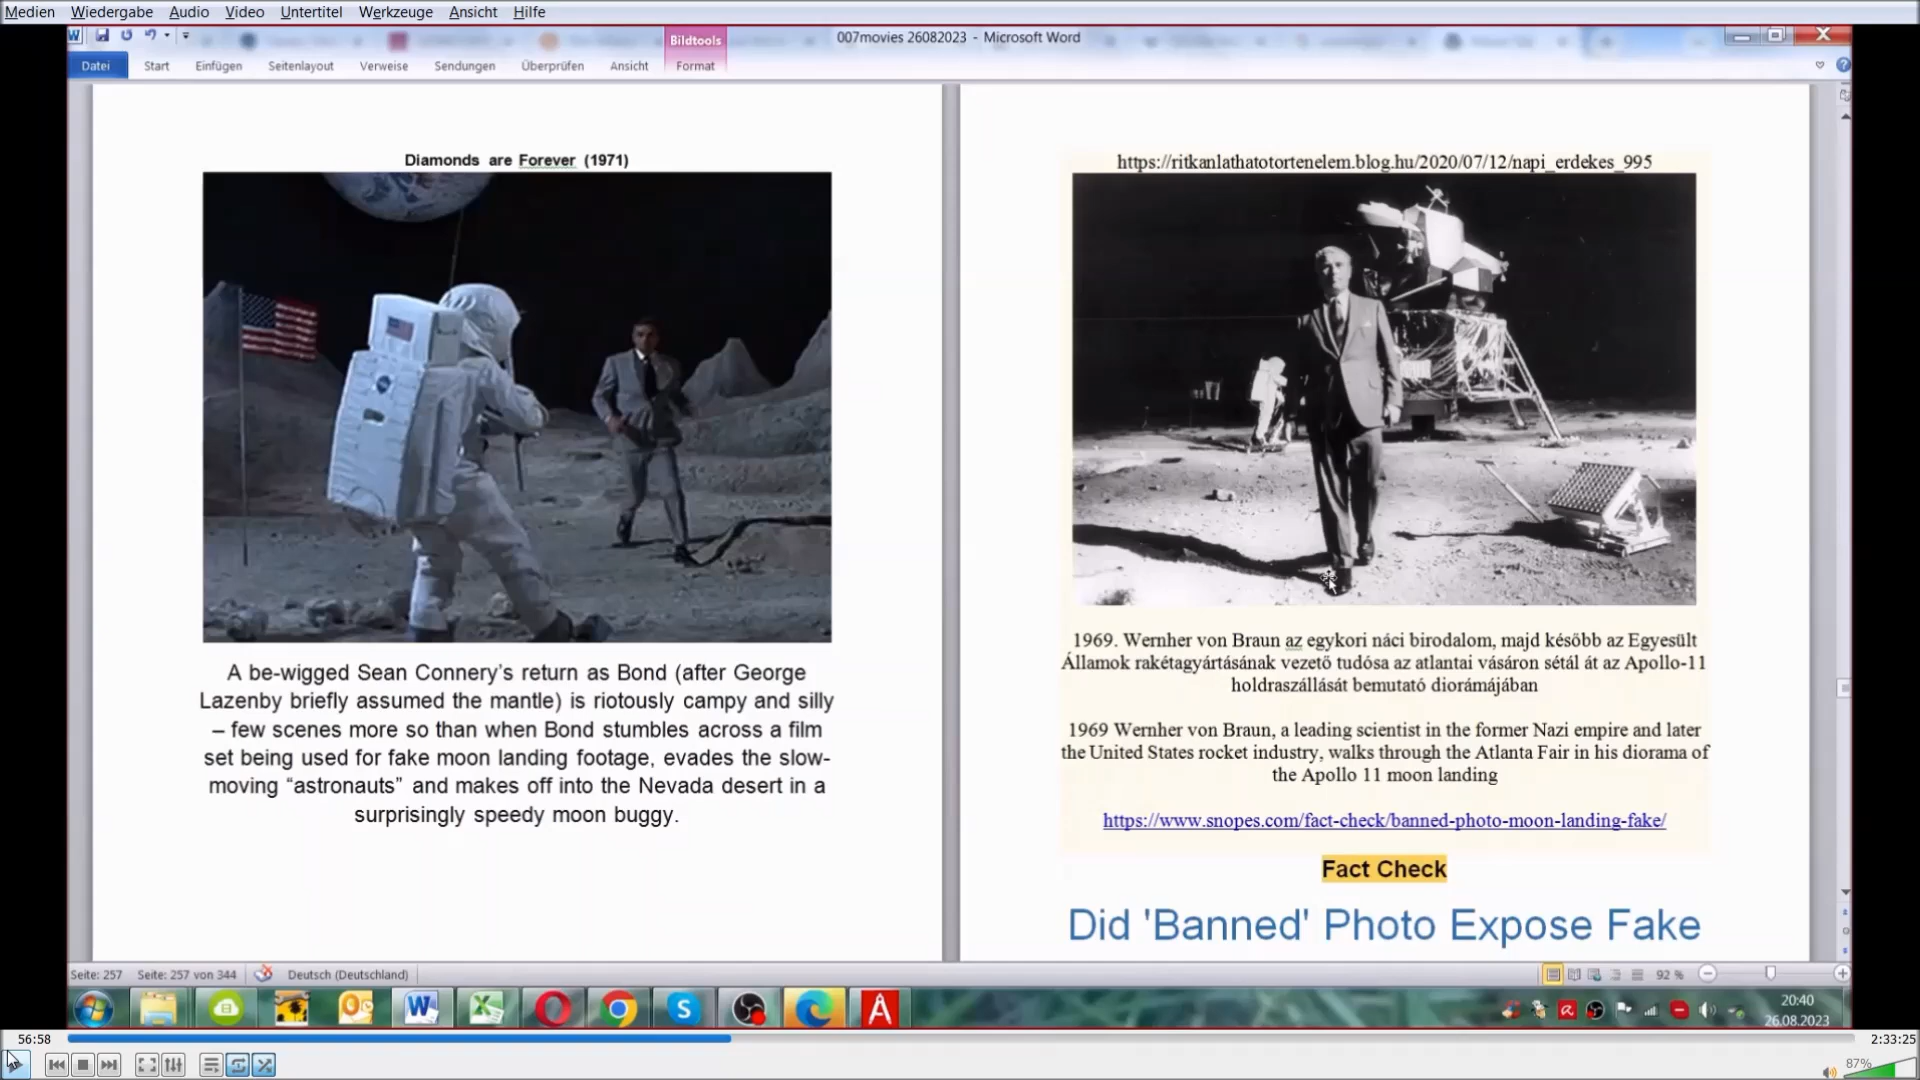 Medien Wiedergabe Audio Video Untertitel Werkzeuge Ansicht Hilfe
Bildtools
007movies 26082023 - Microsoft Word
Datei Start Einfügen Seitenlayout Verweise Sendungen Überprüfen Ansicht Format
Diamonds are Forever (1971)
A be-wigged Sean Connery's return as Bond (after George
Lazenby briefly assumed the mantle) is riotously campy and silly
– few scenes more so than when Bond stumbles across a film
set being used for fake moon landing footage, evades the slow-
moving “astronauts” and makes off into the Nevada desert in a
surprisingly speedy moon buggy.
https://ritkanlathatotortenelem.blog.hu/2020/07/12/napi_erdekes_995
1969. Wernher von Braun az egykori náci birodalom, majd később az Egyesült
Államok rakétagyártásának vezető tudósa az atlantai vásáron sétál át az Apollo-11
holdraszállását bemutató diorámájában
1969 Wernher von Braun, a leading scientist in the former Nazi empire and later
the United States rocket industry, walks through the Atlanta Fair in his diorama of
the Apollo 11 moon landing
https://www.snopes.com/fact-check/banned-photo-moon-landing-fake/
Fact Check
Did 'Banned' Photo Expose Fake
Seite: 257 Seite: 257 von 344 Deutsch (Deutschland) 92 %
20:40
26.08.2023
56:58 2:33:25
87%